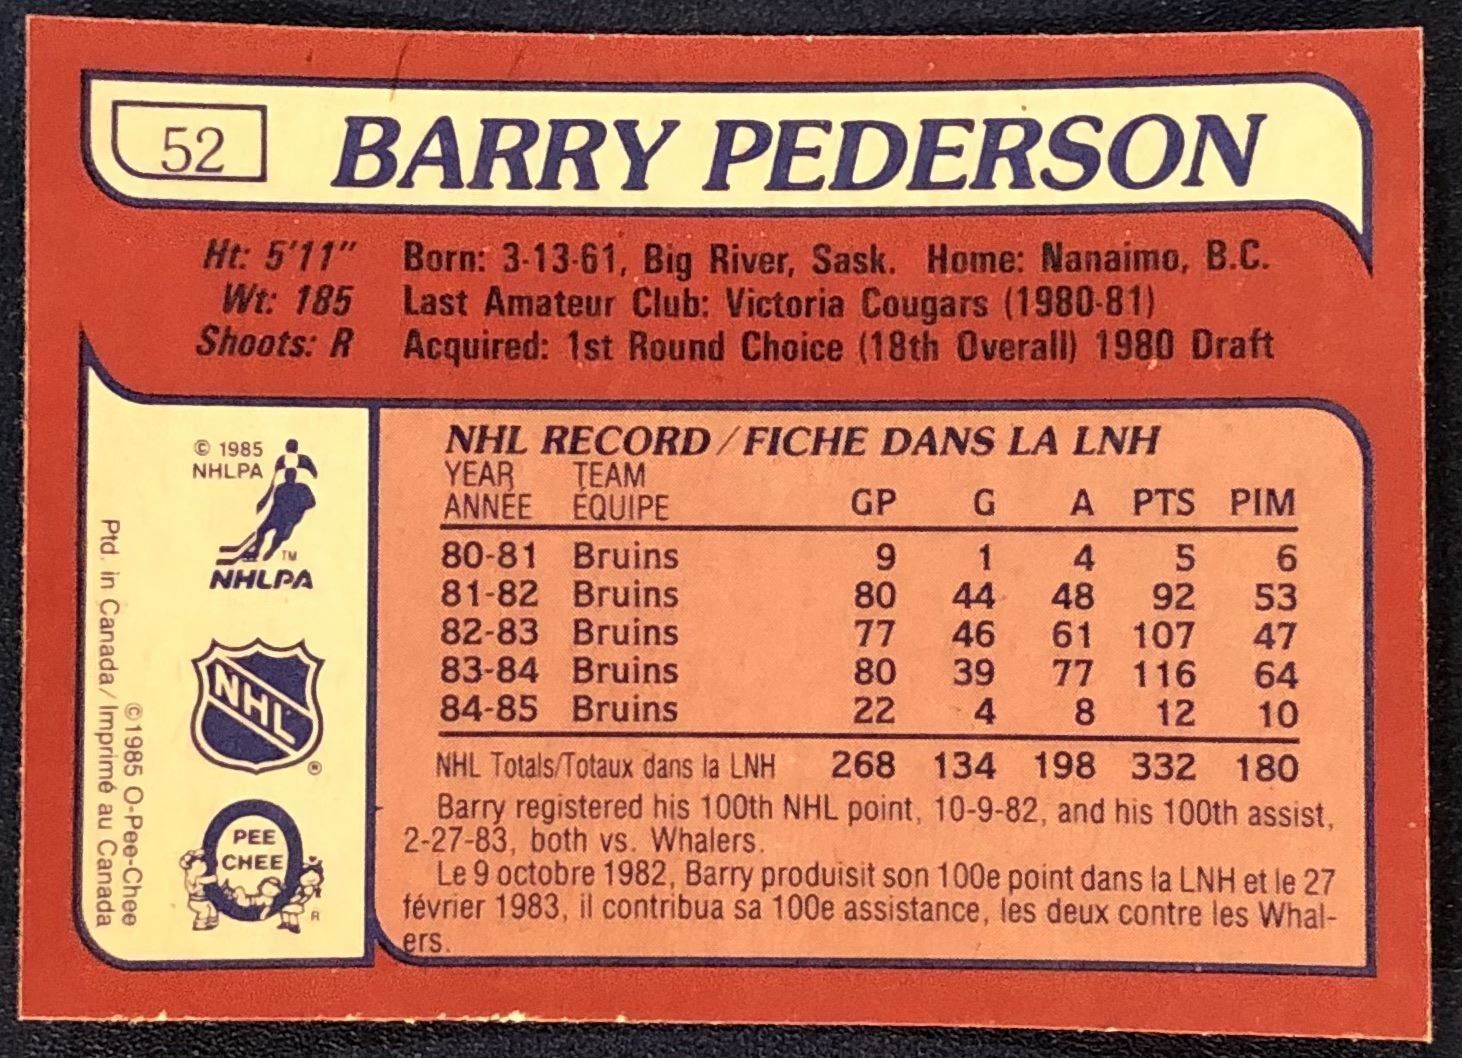 52 BARRY PEDERSON
Ht: 5'11" Born: 3-13-61, Big River, Sask. Home: Nanaimo, B.C.
Wt: 185 Last Amateur Club: Victoria Cougars (1980-81)
Shoots: R Acquired: 1st Round Choice (18th Overall) 1980 Draft
© 1985
NHLPA
TM
NHLPA
NHL
®
PEE
CHEE
R
©1985 O-Pee-Chee
Ptd. in Canada/Imprimé au Canada
NHL RECORD/FICHE DANS LA LNH
YEAR TEAM
ANNÉE ÉQUIPE GP G A PTS PIM
80-81 Bruins 9 1 4 5 6
81-82 Bruins 80 44 48 92 53
82-83 Bruins 77 46 61 107 47
83-84 Bruins 80 39 77 116 64
84-85 Bruins 22 4 8 12 10
NHL Totals/Totaux dans la LNH 268 134 198 332 180
Barry registered his 100th NHL point, 10-9-82, and his 100th assist,
2-27-83, both vs. Whalers.
Le 9 octobre 1982, Barry produisit son 100e point dans la LNH et le 27
février 1983, il contribua sa 100e assistance, les deux contre les Whal-
ers.